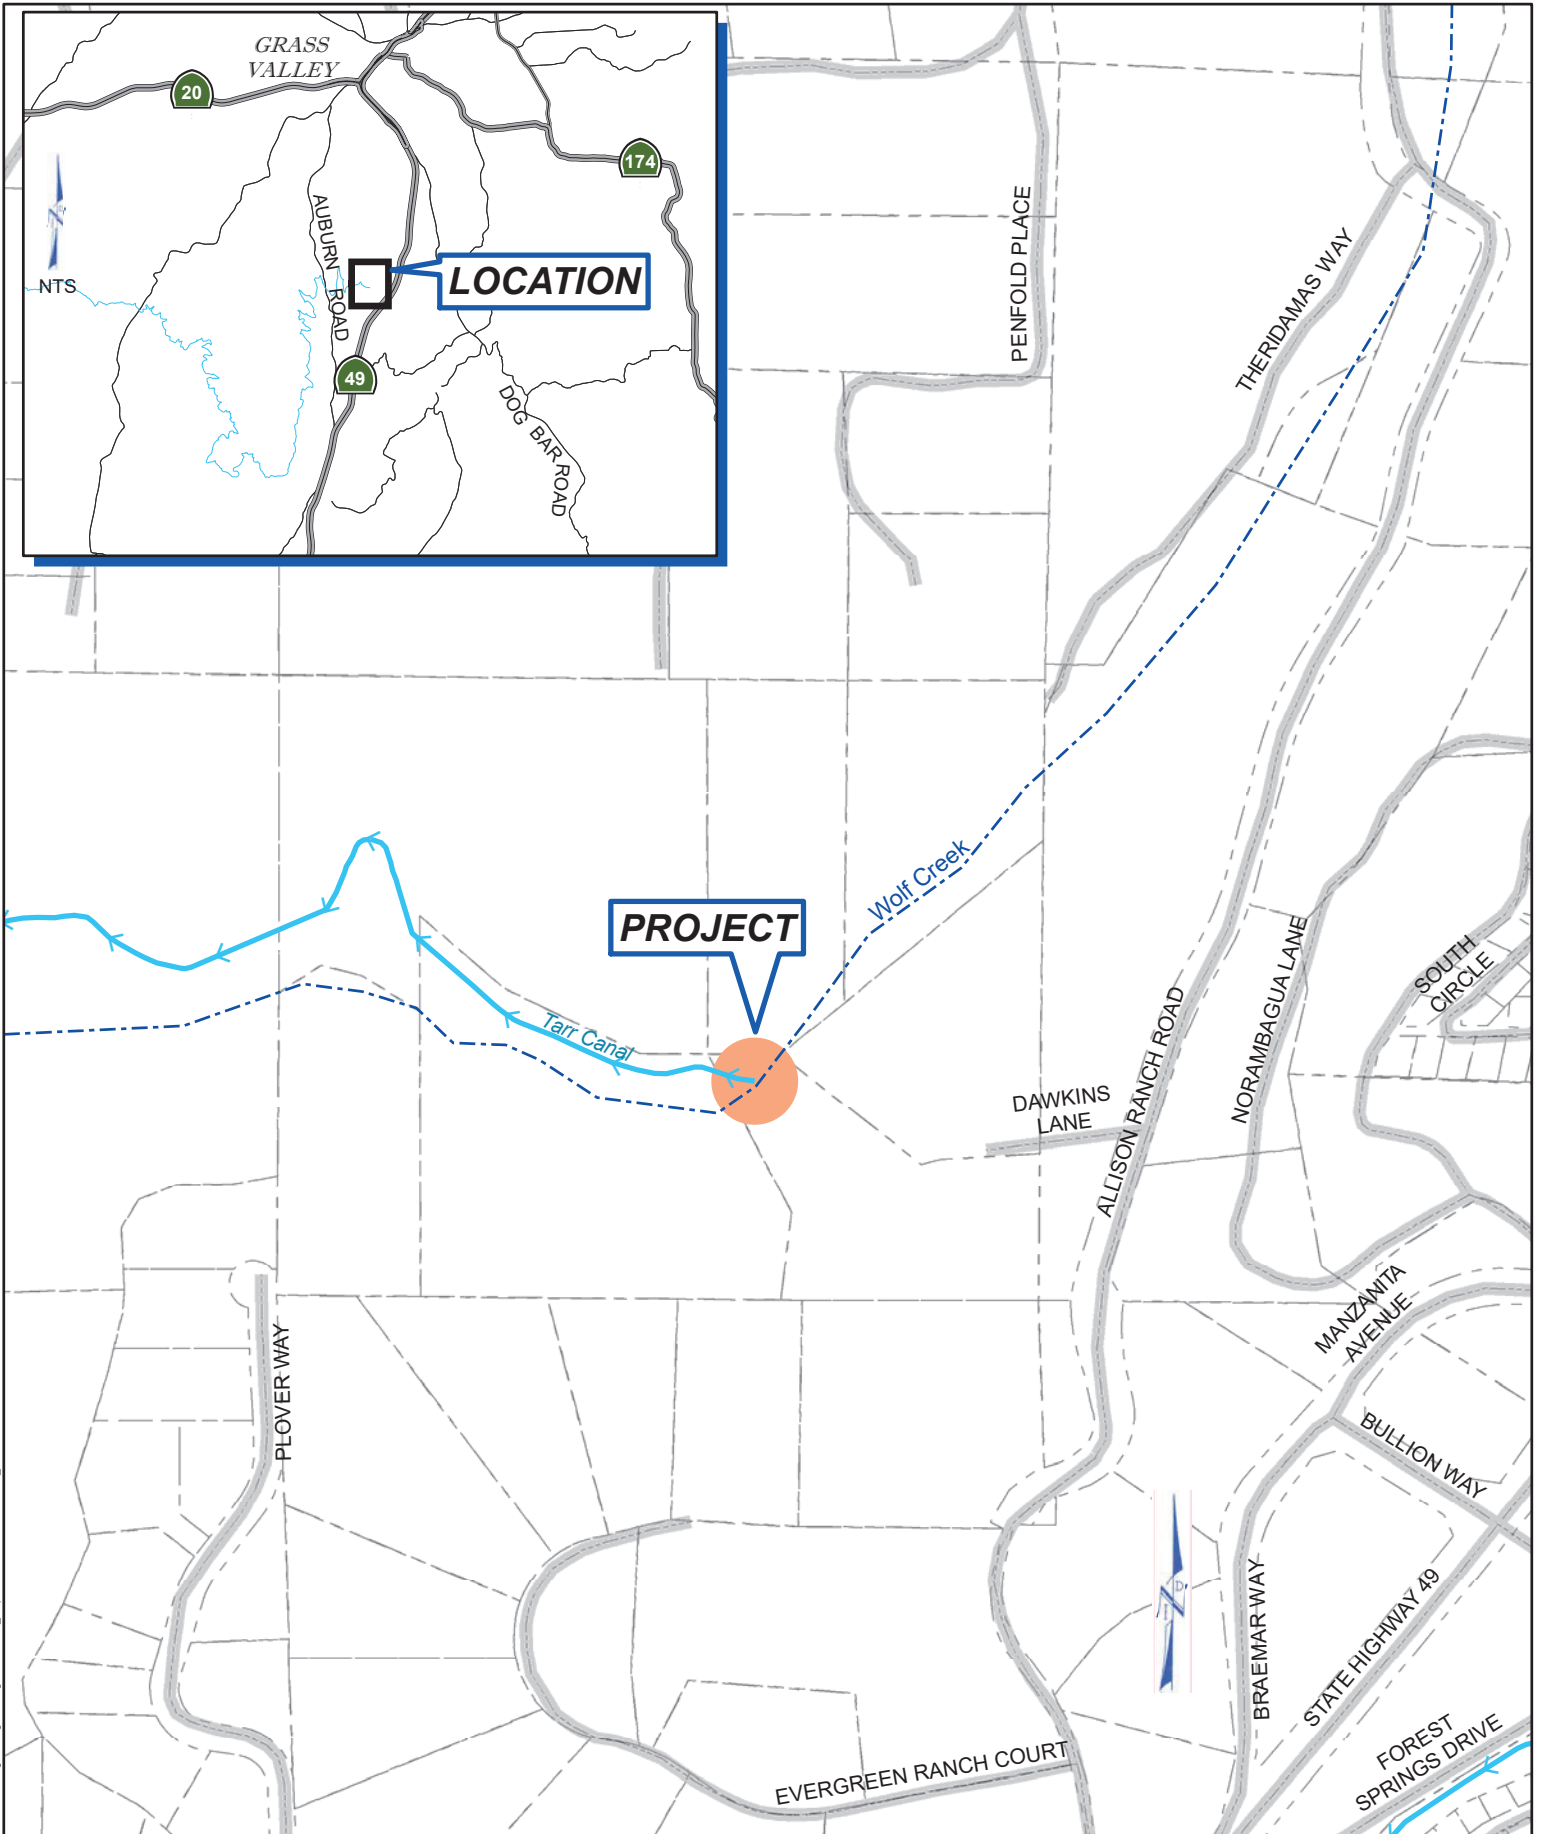 GRASS
VALLEY
20
174
NTS
AUBURN ROAD
LOCATION
49
DOG BAR ROAD
PENFOLD PLACE
THERIDAMAS WAY
Wolf Creek
PROJECT
Tarr Canal
DAWKINS
LANE
ALLISON RANCH ROAD
NORAMBAGUA LANE
SOUTH
CIRCLE
MANZANITA
AVENUE
BULLION WAY
PLOVER WAY
BRAEMAR WAY
STATE HIGHWAY 49
EVERGREEN RANCH COURT
FOREST
SPRINGS DRIVE